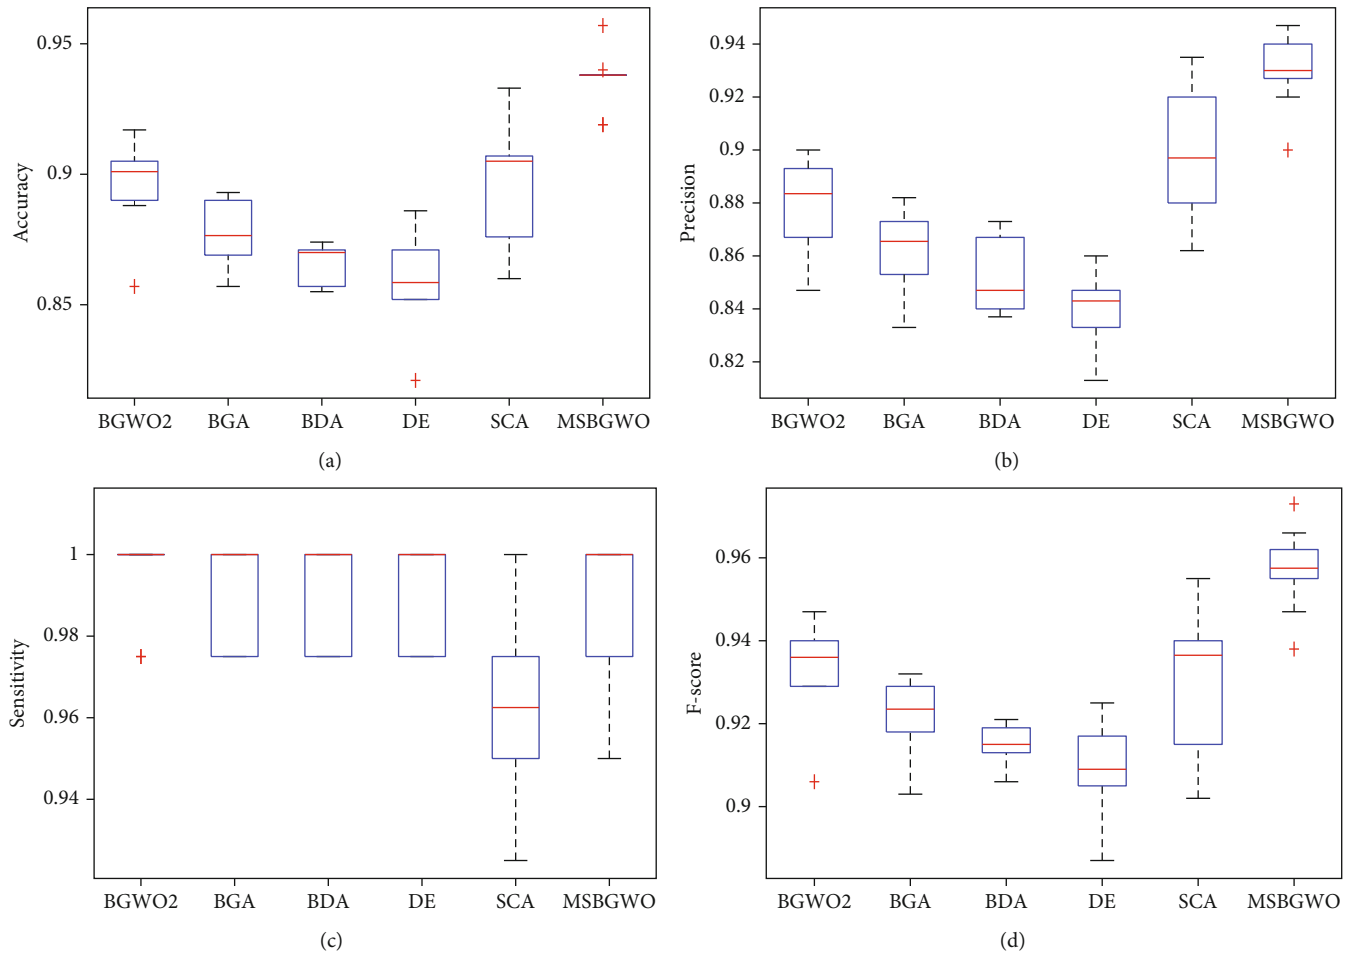 0.95
0.9
0.85
Accuracy
BGWO2 BGA BDA DE SCA MSBGWO
(a)
0.94
0.92
0.9
0.88
0.86
0.84
0.82
Precision
BGWO2 BGA BDA DE SCA MSBGWO
(b)
1
0.98
0.96
0.94
Sensitivity
BGWO2 BGA BDA DE SCA MSBGWO
(c)
0.96
0.94
0.92
0.9
F-score
BGWO2 BGA BDA DE SCA MSBGWO
(d)